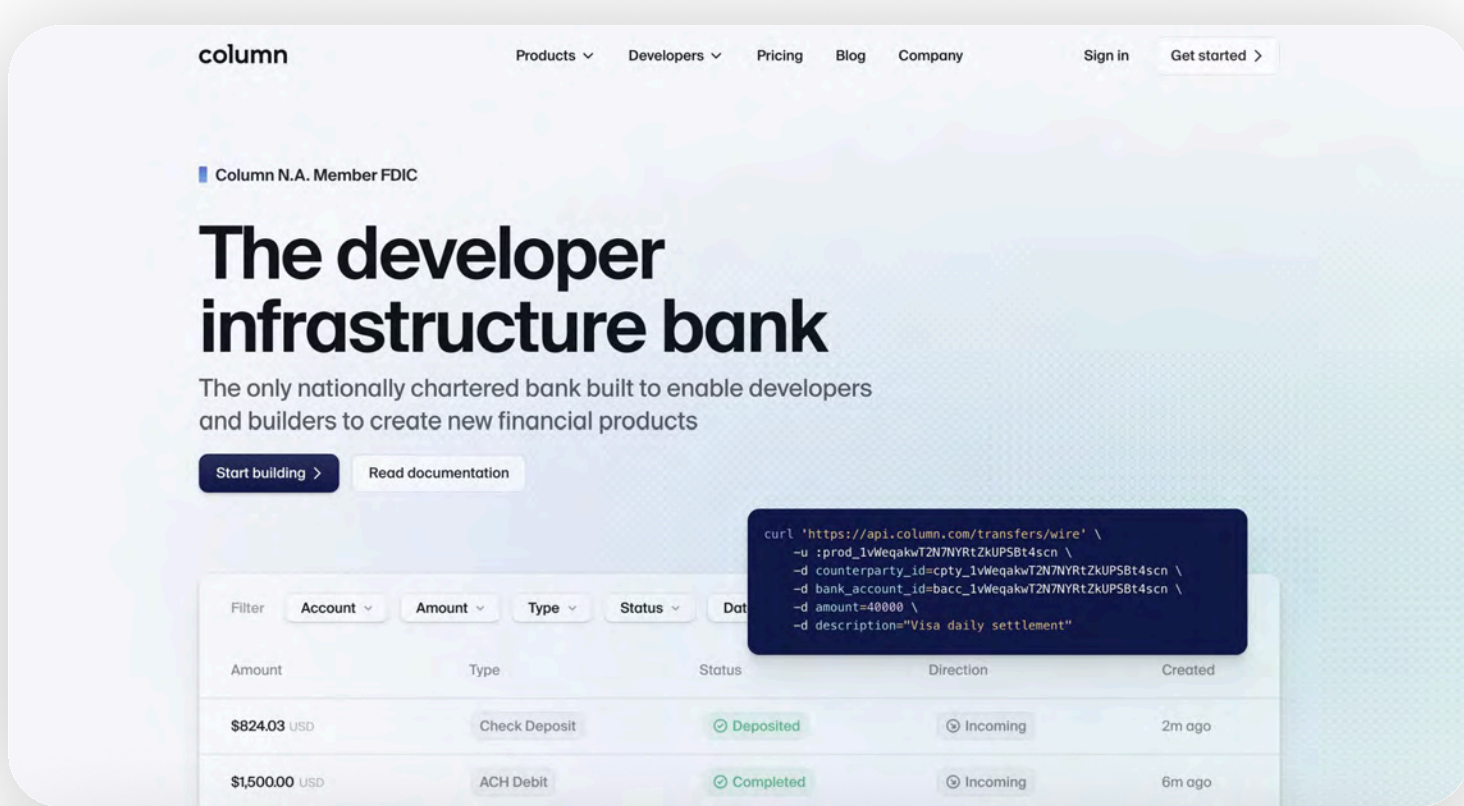 column
Products
Developers
Pricing
Blog
Company
Sign in
Get started
Column N.A. Member FDIC
The developer
infrastructure bank
The only nationally chartered bank built to enable developers
and builders to create new financial products
Start building
Read documentation
curl 'https://api.column.com/transfers/wire' \
–u :prod_1vWeqakwT2N7NYRtZkUPSBt4scn \
–d counterparty_id=cpty_1vWeqakwT2N7NYRtZkUPSBt4scn \
–d bank_account_id=bacc_1vWeqakwT2N7NYRtZkUPSBt4scn \
–d amount=40000 \
–d description="Visa daily settlement"
Filter
Account
Amount
Type
Status
Dat
Amount
Type
Status
Direction
Created
$824.03 USD
Check Deposit
Deposited
Incoming
2m ago
$1,500.00 USD
ACH Debit
Completed
Incoming
6m ago